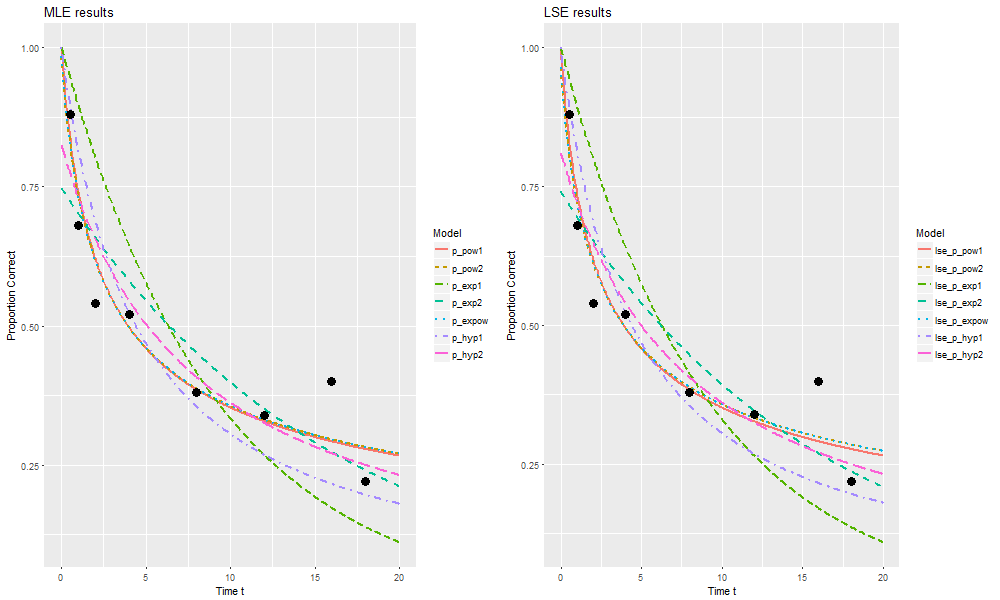 MLE results
1.00
0.75
0.50
0.25
Proportion Correct
0
5
10
15
20
Time t
Model
p_pow1
p_pow2
p_exp1
p_exp2
p_expow
p_hyp1
p_hyp2
LSE results
1.00
0.75
0.50
0.25
Proportion Correct
0
5
10
15
20
Time t
Model
lse_p_pow1
lse_p_pow2
lse_p_exp1
lse_p_exp2
lse_p_expow
lse_p_hyp1
lse_p_hyp2